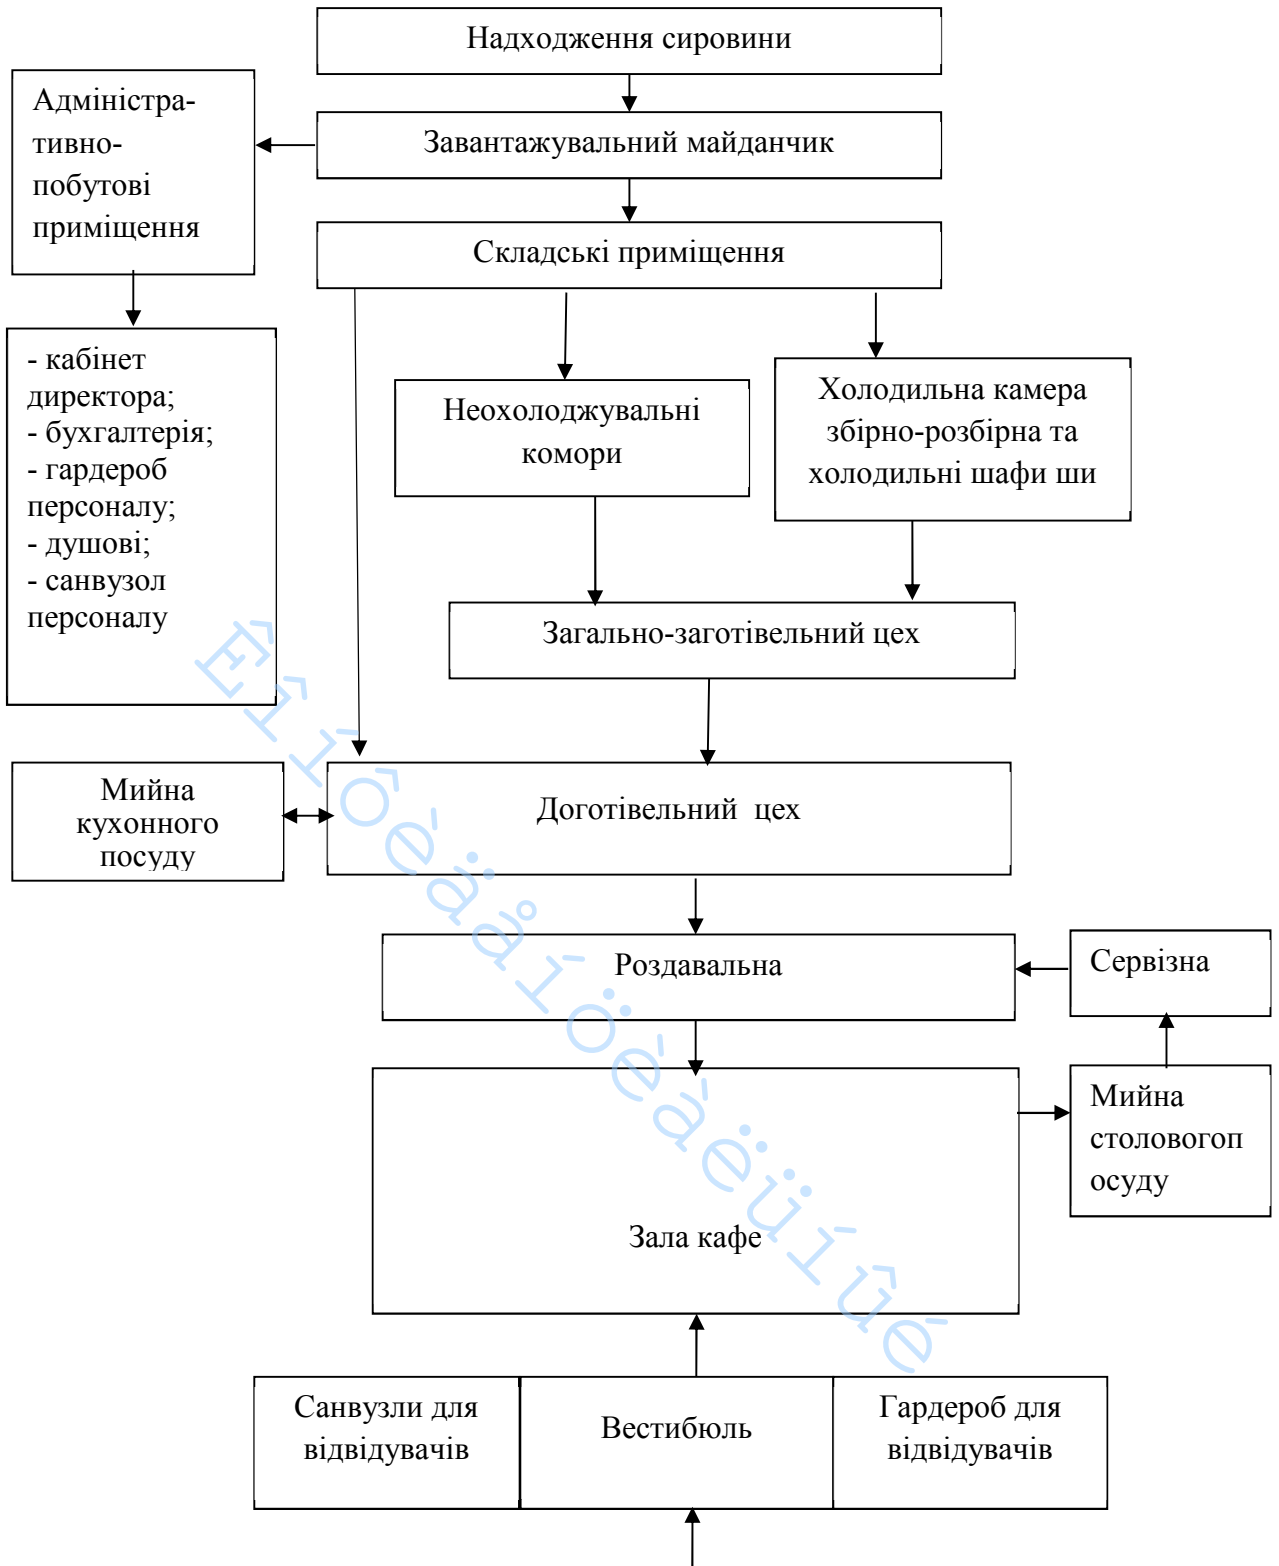 Надходження сировини
Адміністра-
тивно-
побутові
приміщення
Завантажувальний майданчик
Складські приміщення
- кабінет
директора;
- бухгалтерія;
- гардероб
персоналу;
- душові;
- санвузол
персоналу
Неохолоджувальні
комори
Холодильна камера
збірно-розбірна та
холодильні шафи ши
Загально-заготівельний цех
Мийна
кухонного
посуду
Доготівельний цех
Роздавальна
Сервізна
Мийна
столовогоп
осуду
Зала кафе
Санвузли для
відвідувачів
Вестибюль
Гардероб для
відвідувачів
Êîíôèäåíöèàëüíûé